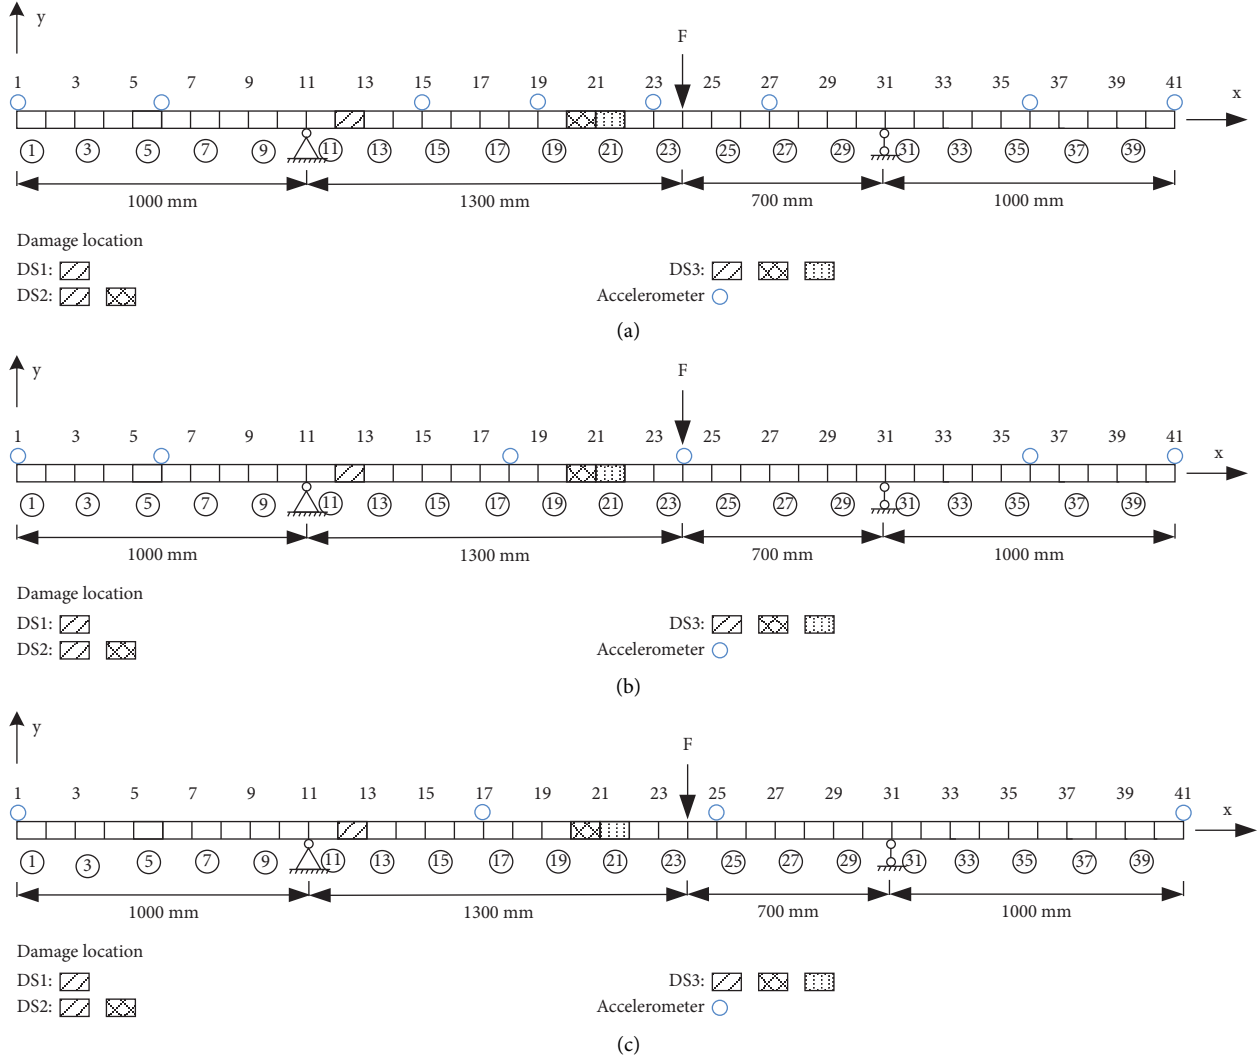 y
F
1 3 5 7 9 11 13 15 17 19 21 23 25 27 29 31 33 35 37 39 41
x
1 3 5 7 9 11 13 15 17 19 21 23 25 27 29 31 33 35 37 39
1000 mm 1300 mm 700 mm 1000 mm
Damage location
DS1: DS3:
DS2: Accelerometer
(a)
y
F
1 3 5 7 9 11 13 15 17 19 21 23 25 27 29 31 33 35 37 39 41
x
1 3 5 7 9 11 13 15 17 19 21 23 25 27 29 31 33 35 37 39
1000 mm 1300 mm 700 mm 1000 mm
Damage location
DS1: DS3:
DS2: Accelerometer
(b)
y
F
1 3 5 7 9 11 13 15 17 19 21 23 25 27 29 31 33 35 37 39 41
x
1 3 5 7 9 11 13 15 17 19 21 23 25 27 29 31 33 35 37 39
1000 mm 1300 mm 700 mm 1000 mm
Damage location
DS1: DS3:
DS2: Accelerometer
(c)